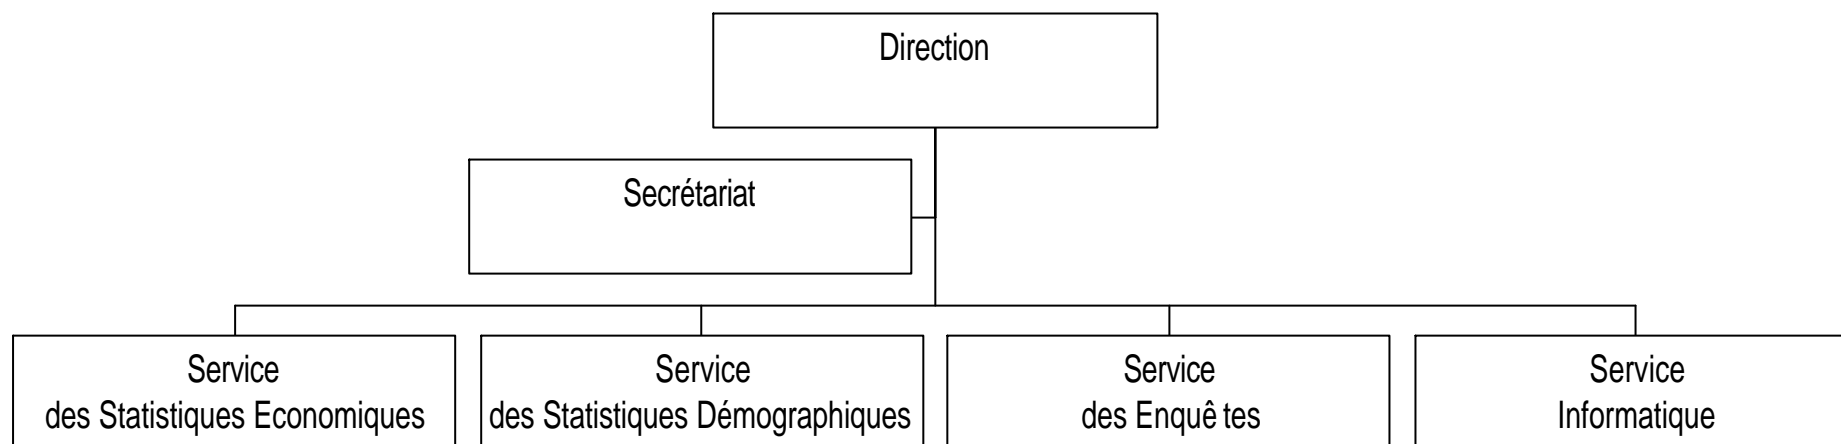 Direction
Secrétariat
Service
des Statistiques Economiques
Service
des Statistiques Démographiques
Service
des Enquê tes
Service
Informatique